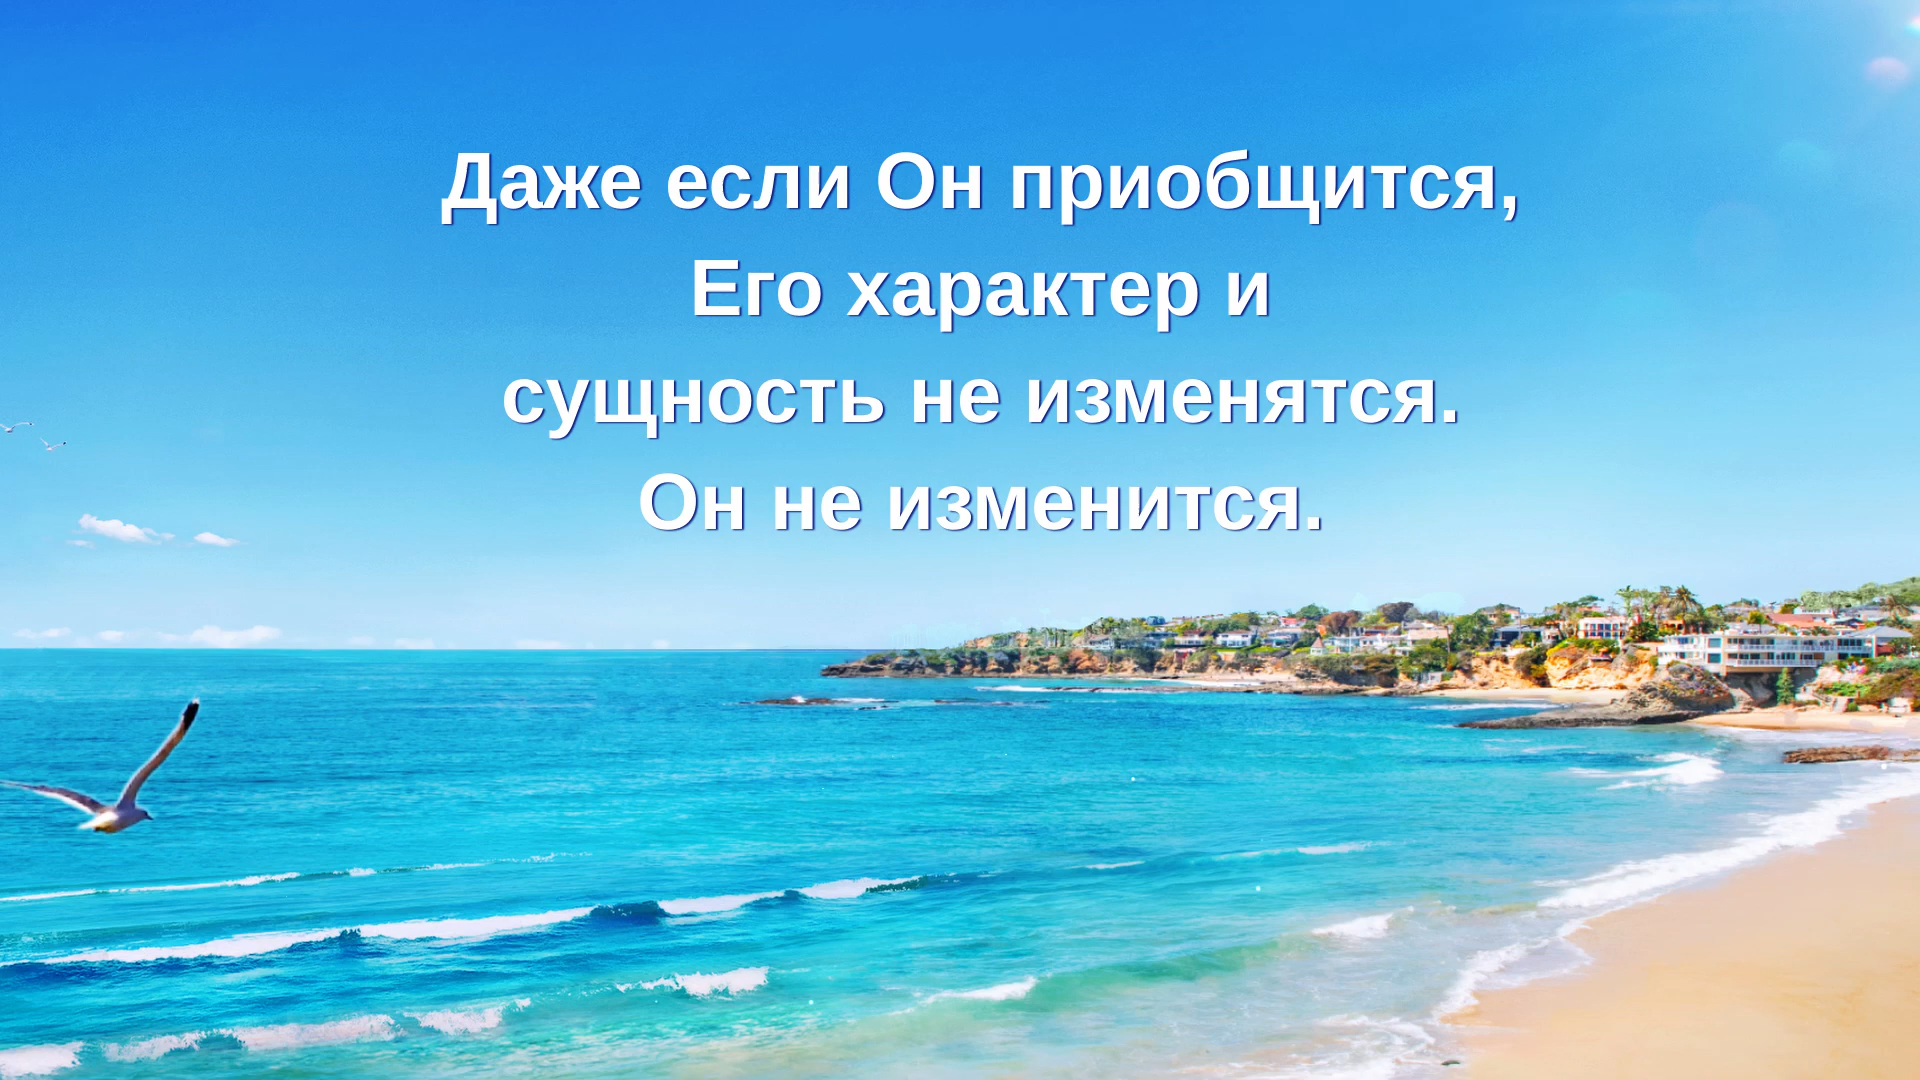 Даже если Он приобщится,
Его характер и
сущность не изменятся.
Он не изменится.